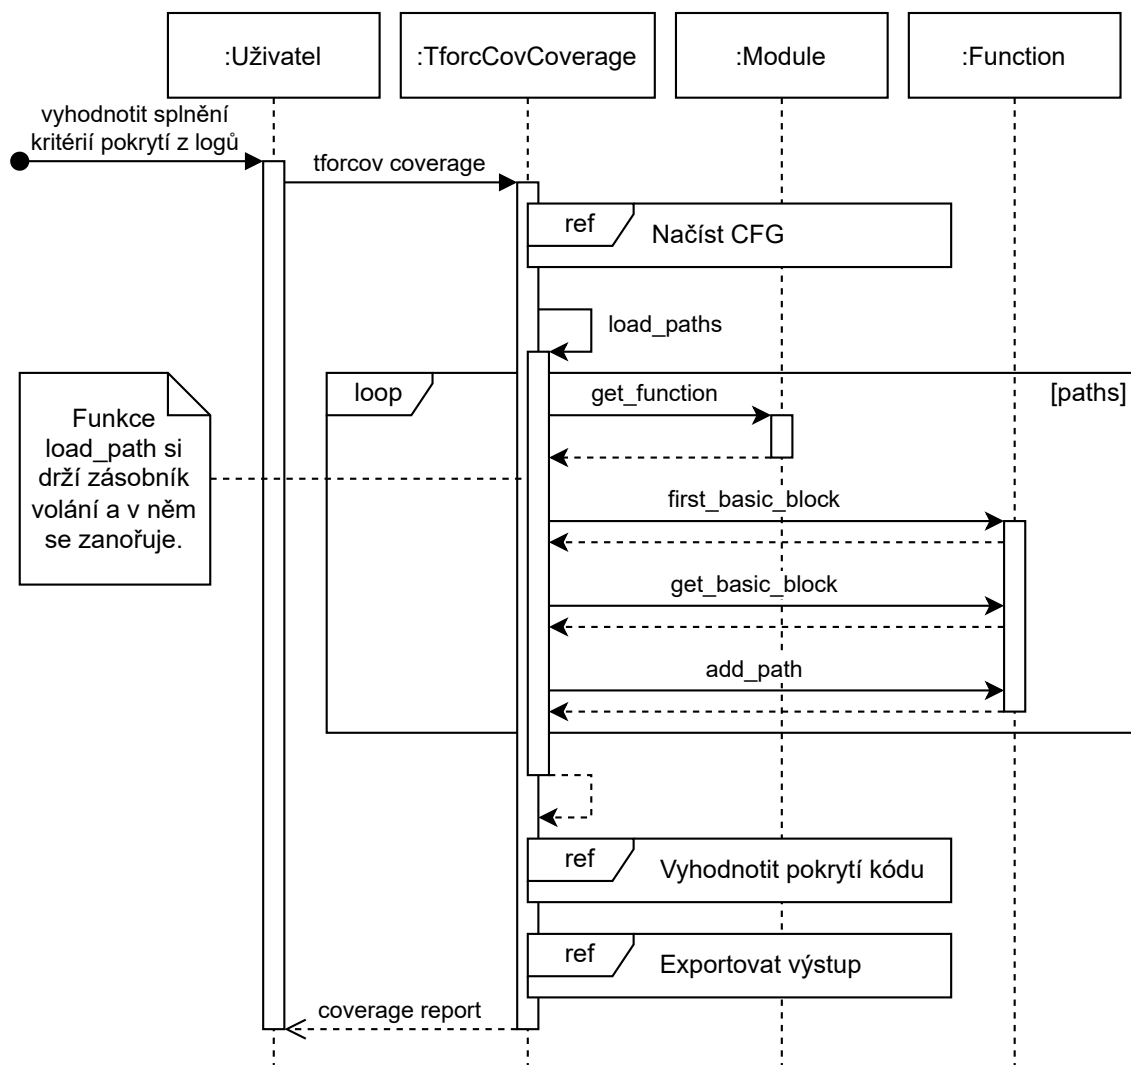 :Uživatel
:TforcCovCoverage
:Module
:Function
vyhodnotit splnění
kritérií pokrytí z logů
tforcov coverage
ref
Načíst CFG
load_paths
loop
[paths]
get_function
Funkce
load_path si
drží zásobník
volání a v něm
se zanořuje.
first_basic_block
get_basic_block
add_path
ref
Vyhodnotit pokrytí kódu
ref
Exportovat výstup
coverage report